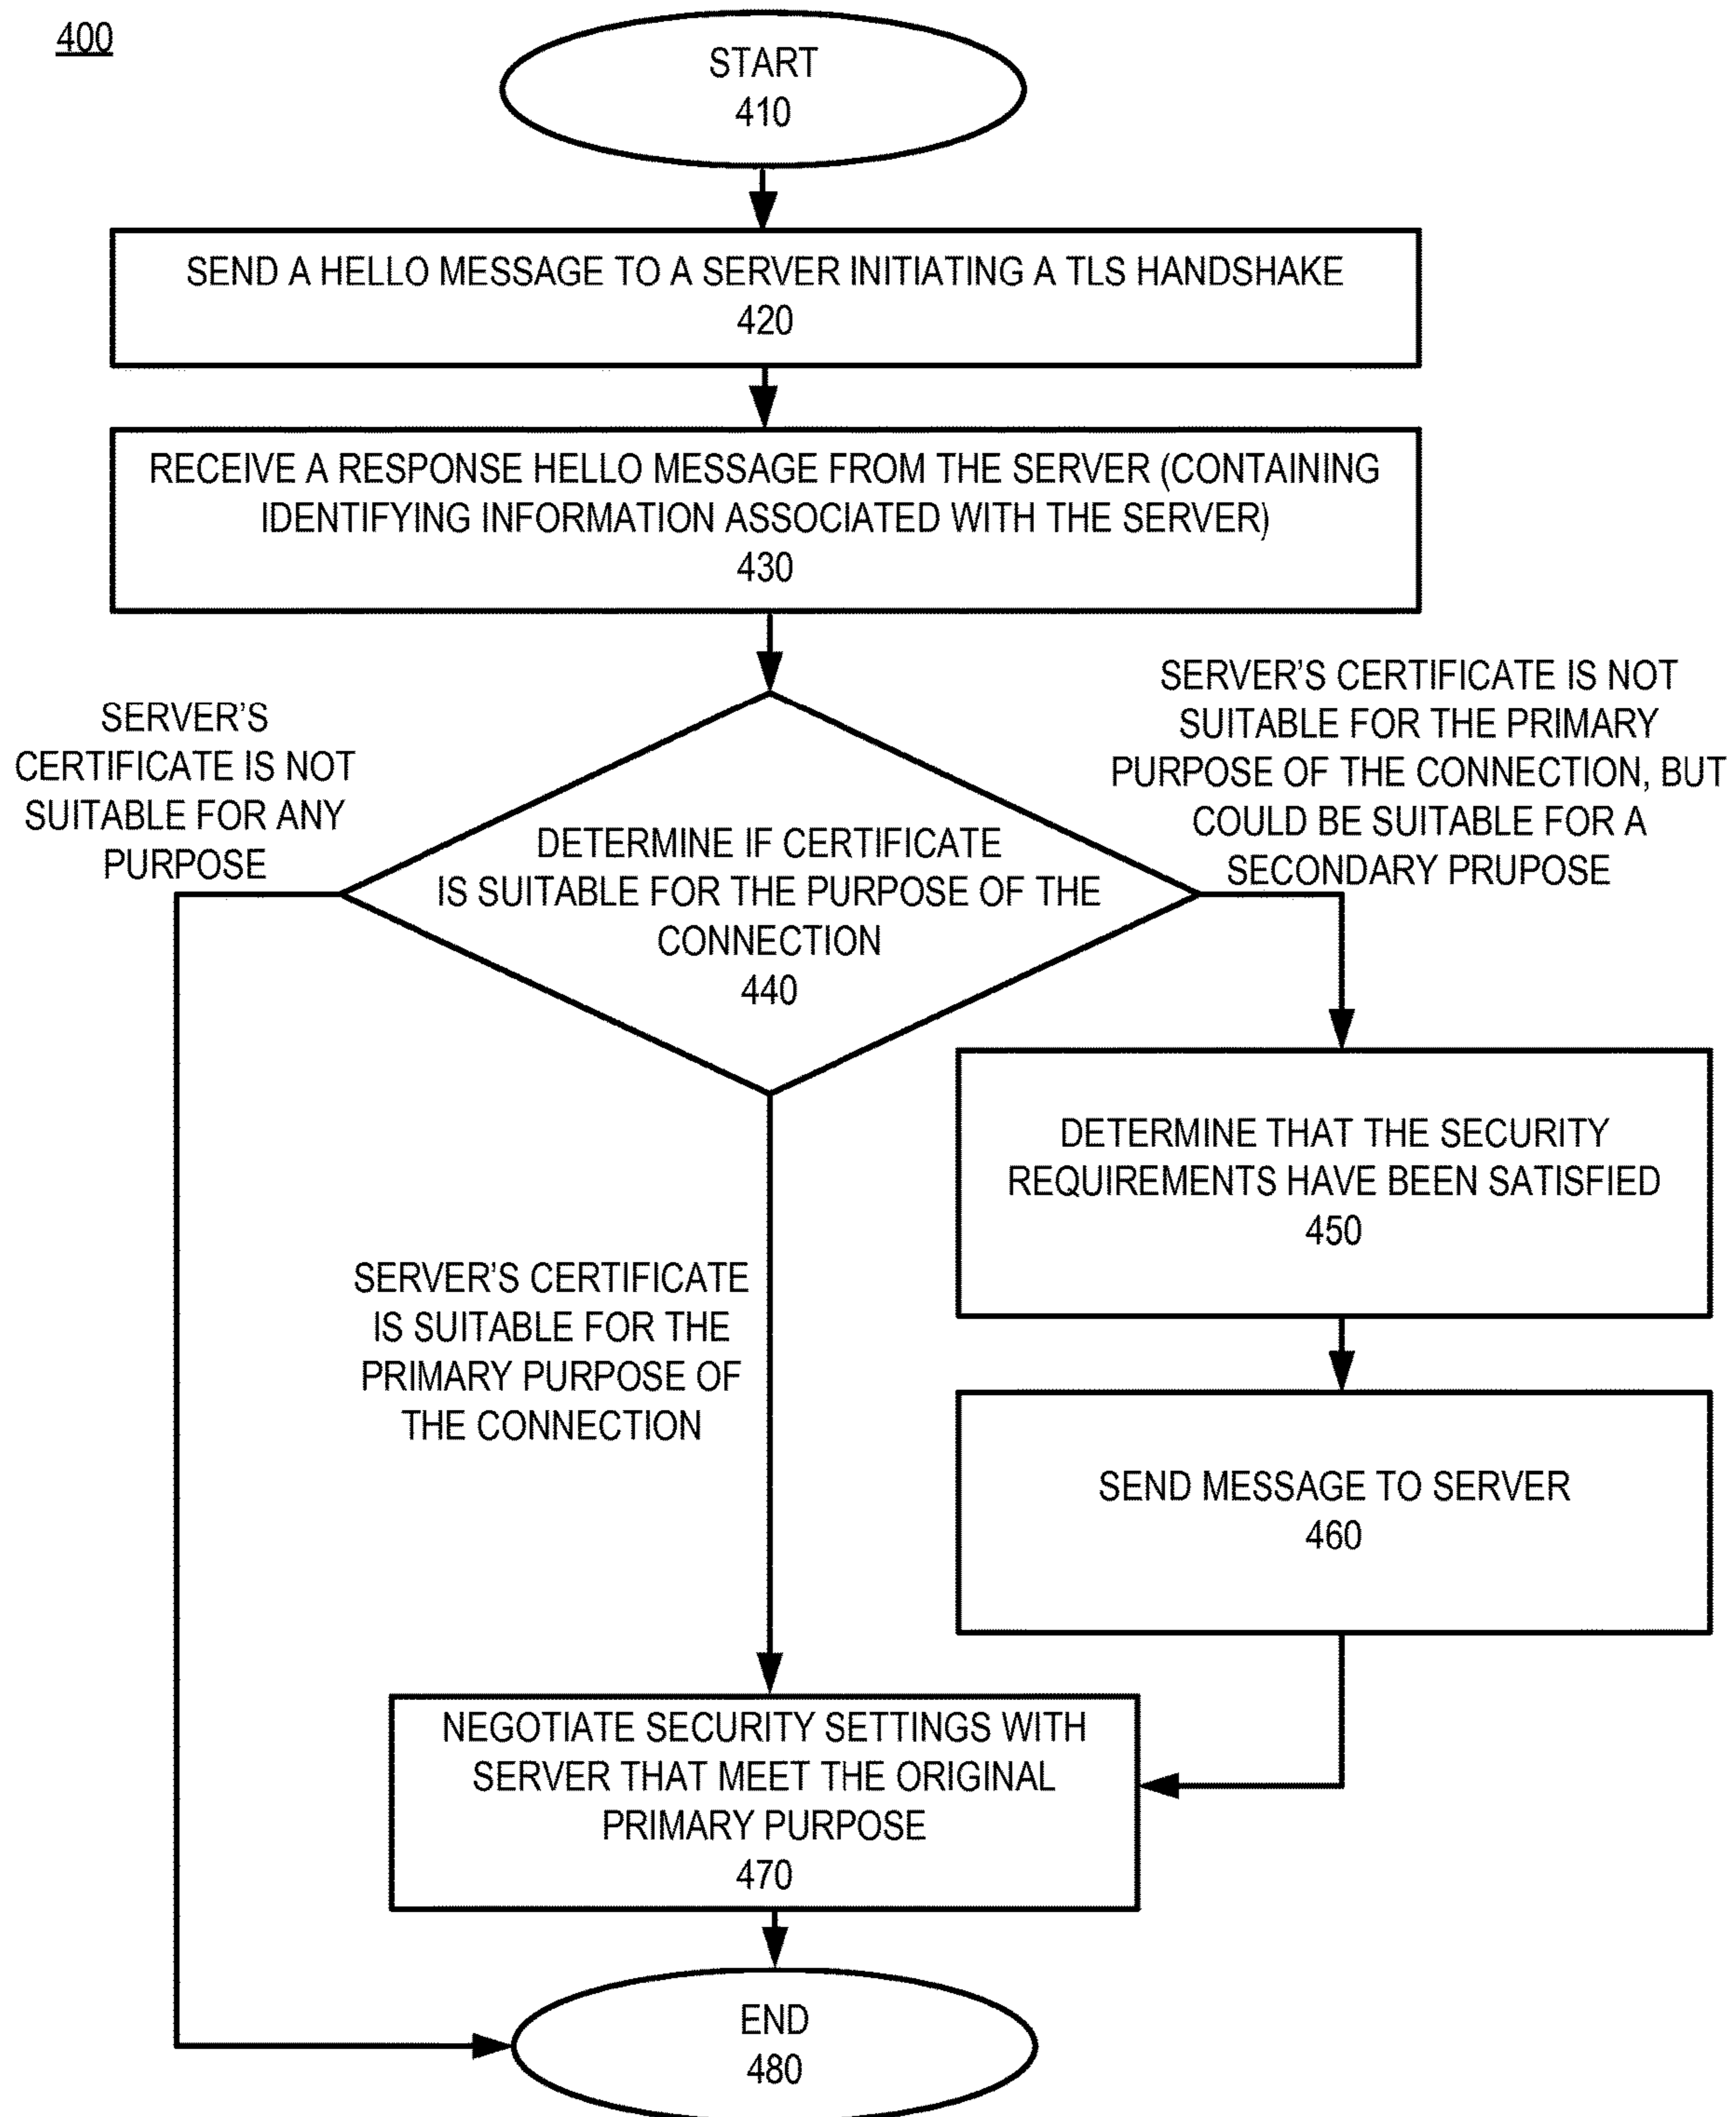 400
START
410
SEND A HELLO MESSAGE TO A SERVER INITIATING A TLS HANDSHAKE
420
RECEIVE A RESPONSE HELLO MESSAGE FROM THE SERVER (CONTAINING
IDENTIFYING INFORMATION ASSOCIATED WITH THE SERVER)
430
SERVER'S
CERTIFICATE IS NOT
SUITABLE FOR ANY
PURPOSE
SERVER'S CERTIFICATE IS NOT
SUITABLE FOR THE PRIMARY
PURPOSE OF THE CONNECTION, BUT
COULD BE SUITABLE FOR A
SECONDARY PRUPOSE
DETERMINE IF CERTIFICATE
IS SUITABLE FOR THE PURPOSE OF THE
CONNECTION
440
DETERMINE THAT THE SECURITY
REQUIREMENTS HAVE BEEN SATISFIED
450
SERVER'S CERTIFICATE
IS SUITABLE FOR THE
PRIMARY PURPOSE OF
THE CONNECTION
SEND MESSAGE TO SERVER
460
NEGOTIATE SECURITY SETTINGS WITH
SERVER THAT MEET THE ORIGINAL
PRIMARY PURPOSE
470
END
480